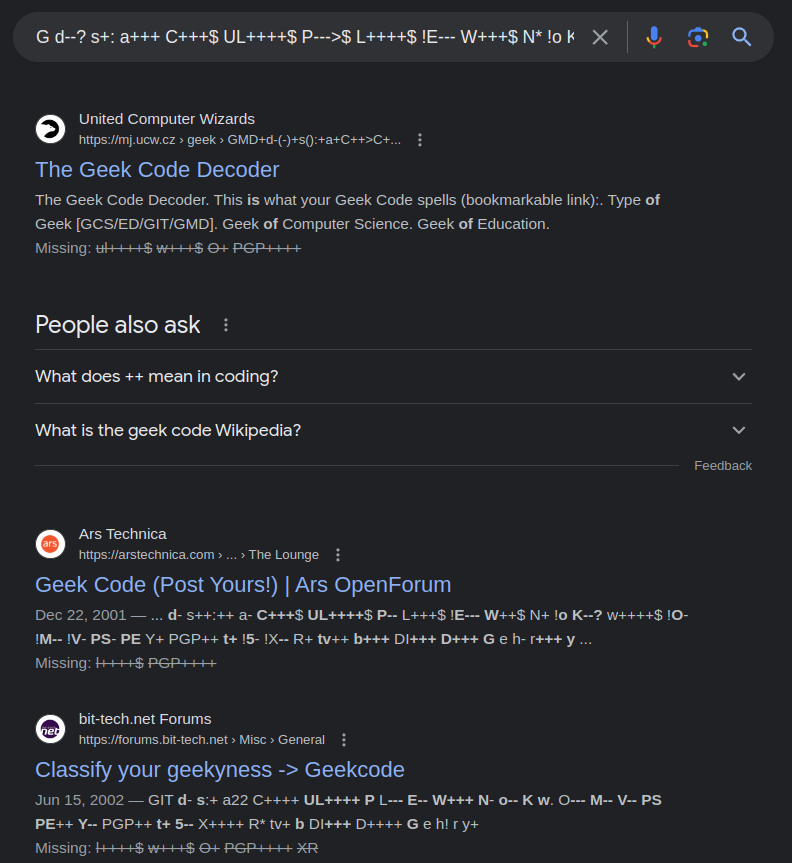 G d--? s+: a+++ C+++$ UL++++$ P--->$ L++++$ !E--- W+++$ N* !o K
United Computer Wizards
https://mj.ucw.cz › geek › GMD+d-(-)+s():+a+C++>C+...
The Geek Code Decoder
The Geek Code Decoder. This is what your Geek Code spells (bookmarkable link):. Type of
Geek [GCS/ED/GIT/GMD]. Geek of Computer Science. Geek of Education.
Missing: ul++++$ w+++$ O+ PGP++++
People also ask
What does ++ mean in coding?
What is the geek code Wikipedia?
Feedback
ars
Ars Technica
https://arstechnica.com › ... › The Lounge
Geek Code (Post Yours!) | Ars OpenForum
Dec 22, 2001 — ... d- s++:++ a- C+++$ UL++++$ P-- L+++$ !E--- W++$ N+ !o K--? w++++$ !O-
!M-- !V- PS- PE Y+ PGP++ t+ !5- !X-- R+ tv++ b+++ DI+++ D+++ G e h- r+++ y ...
Missing: l++++$ PGP++++
net
bit-tech.net Forums
https://forums.bit-tech.net › Misc › General
Classify your geekyness -> Geekcode
Jun 15, 2002 — GIT d- s:+ a22 C++++ UL++++ P L--- E-- W+++ N- o-- K w. O--- M-- V-- PS
PE++ Y-- PGP++ t+ 5-- X++++ R* tv+ b DI+++ D++++ G e h! r y+
Missing: l++++$ w+++$ O+ PGP++++ XR